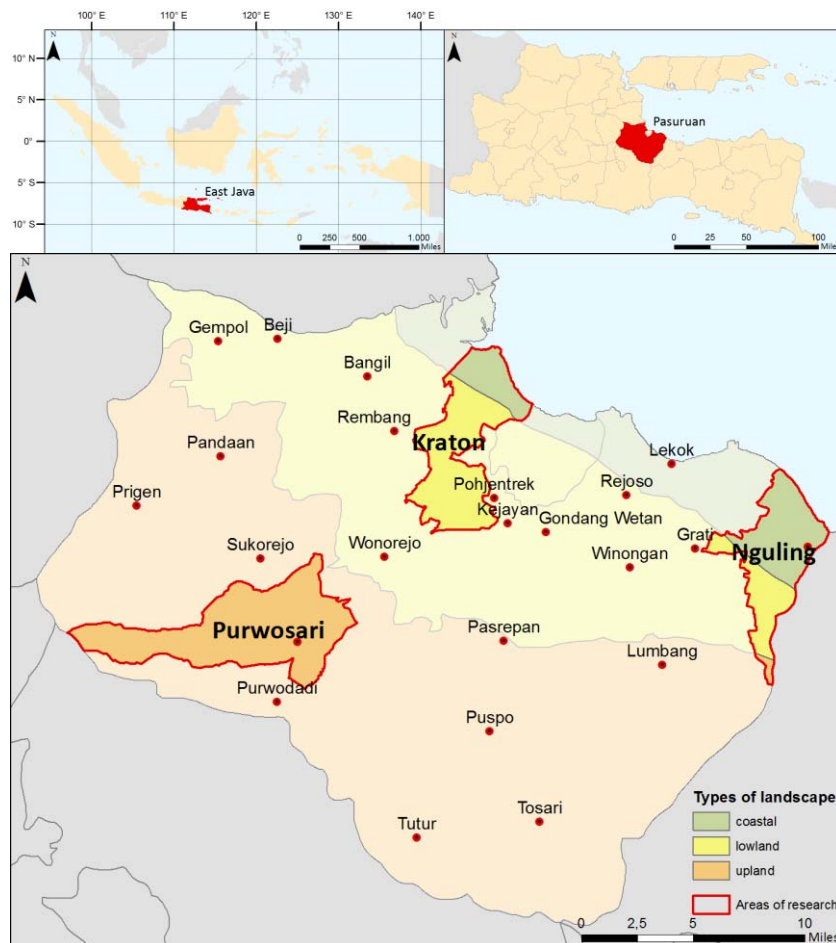 100° E
110° E
120° E
130° E
140° E
N
10° N
5° N
0°
5° S
10° S
East Java
0 250 500 1.000
Miles
N
Pasuruan
0 25 50 100
Miles
N
Gempol
Beji
Bangil
Rembang
Kraton
Pandaan
Lekok
Prigen
Pohjentrek
Rejoso
Kejayan
Gondang Wetan
Grati
Nguling
Sukorejo
Wonorejo
Winongan
Purwosari
Pasrepan
Lumbang
Purwodadi
Puspo
Tosari
Tutur
Types of landscape
coastal
lowland
upland
Areas of research
0 2,5 5 10
Miles